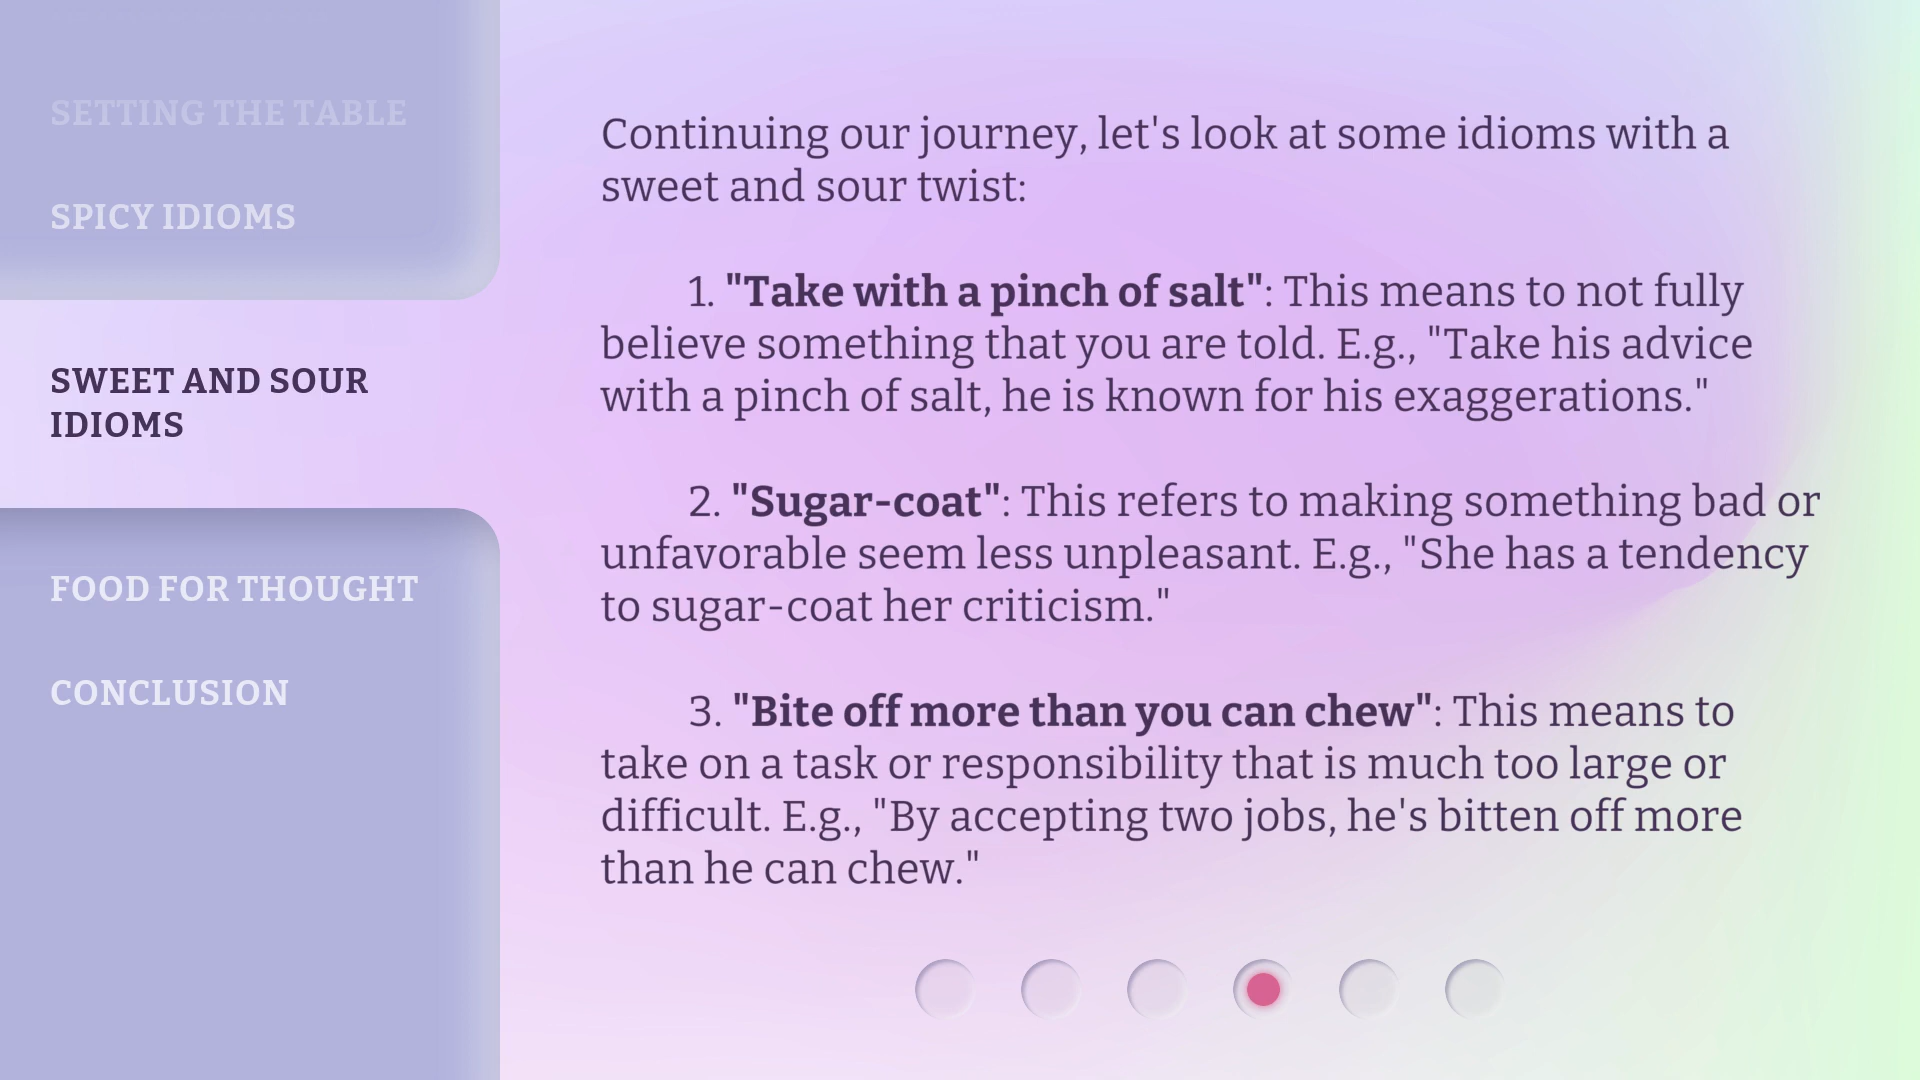 SETTING THE TABLE
SPICY IDIOMS
SWEET AND SOUR
IDIOMS
FOOD FOR THOUGHT
CONCLUSION
Continuing our journey, let's look at some idioms with a
sweet and sour twist:
1. "Take with a pinch of salt": This means to not fully
believe something that you are told. E.g., "Take his advice
with a pinch of salt, he is known for his exaggerations."
2. "Sugar-coat": This refers to making something bad or
unfavorable seem less unpleasant. E.g., "She has a tendency
to sugar-coat her criticism."
3. "Bite off more than you can chew": This means to
take on a task or responsibility that is much too large or
difficult. E.g., "By accepting two jobs, he's bitten off more
than he can chew."